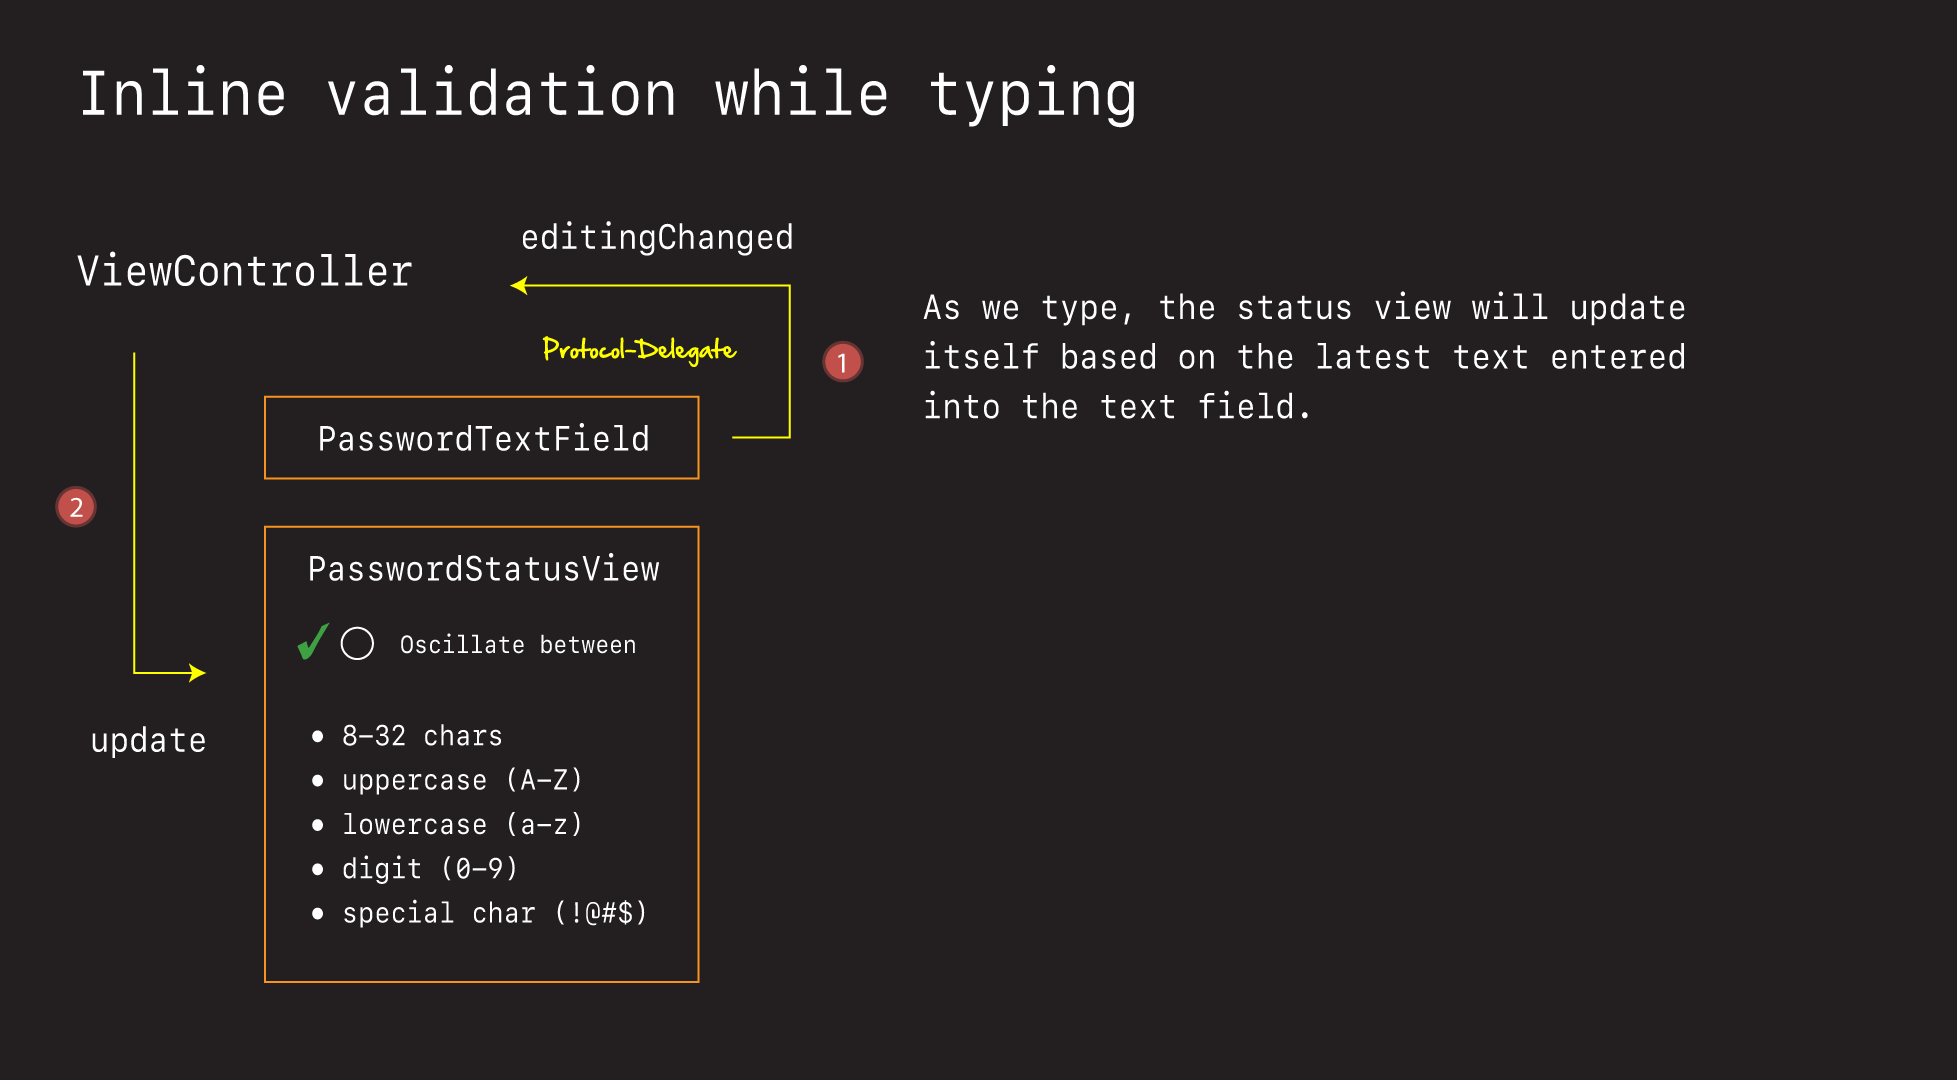 Inline validation while typing
editingChanged
ViewController
Protocol-Delegate
1
As we type, the status view will update
itself based on the latest text entered
into the text field.
PasswordTextField
2
PasswordStatusView
✓ ○ Oscillate between
• 8–32 chars
• uppercase (A–Z)
• lowercase (a–z)
• digit (0–9)
• special char (!@#$)
update